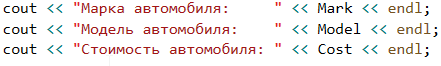 cout << "Марка автомобиля:     " << Mark << endl;
cout << "Модель автомобиля:    " << Model << endl;
cout << "Стоимость автомобиля: " << Cost << endl;